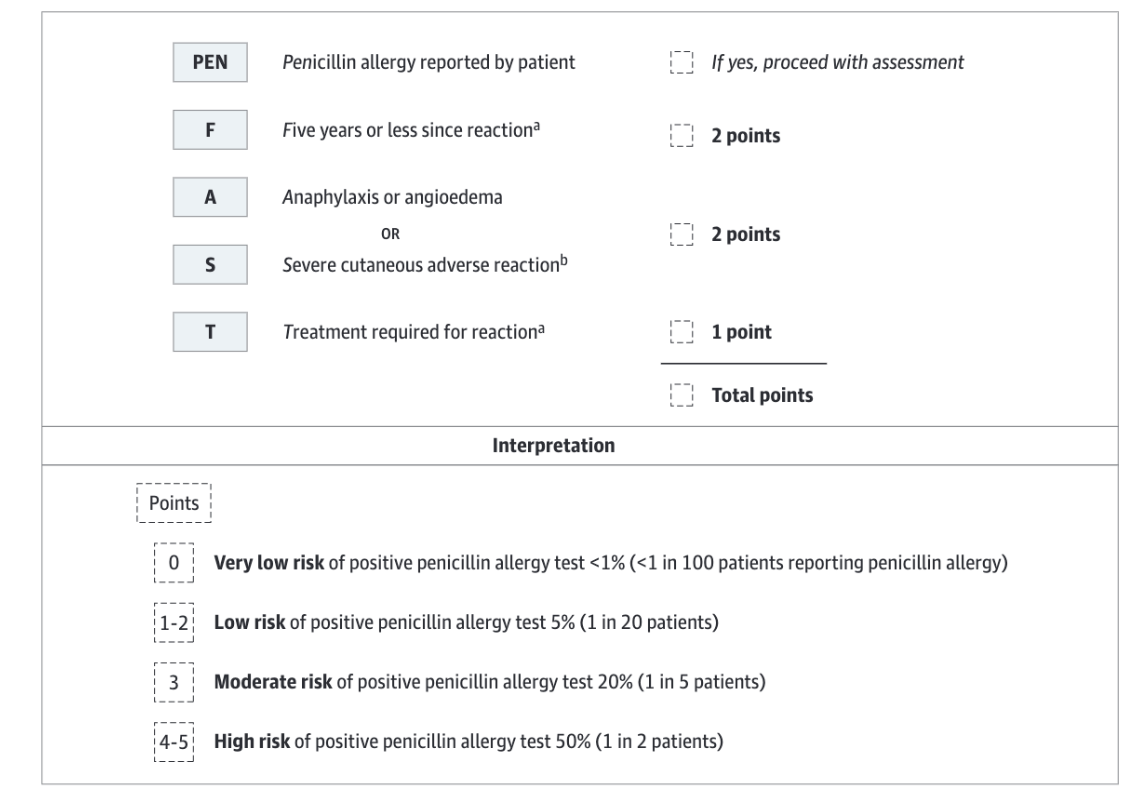 PEN Penicillin allergy reported by patient If yes, proceed with assessment
F Five years or less since reactionᵃ 2 points
A Anaphylaxis or angioedema
OR 2 points
S Severe cutaneous adverse reactionᵇ
T Treatment required for reactionᵃ 1 point
Total points
Interpretation
Points
0 Very low risk of positive penicillin allergy test <1% (<1 in 100 patients reporting penicillin allergy)
1-2 Low risk of positive penicillin allergy test 5% (1 in 20 patients)
3 Moderate risk of positive penicillin allergy test 20% (1 in 5 patients)
4-5 High risk of positive penicillin allergy test 50% (1 in 2 patients)